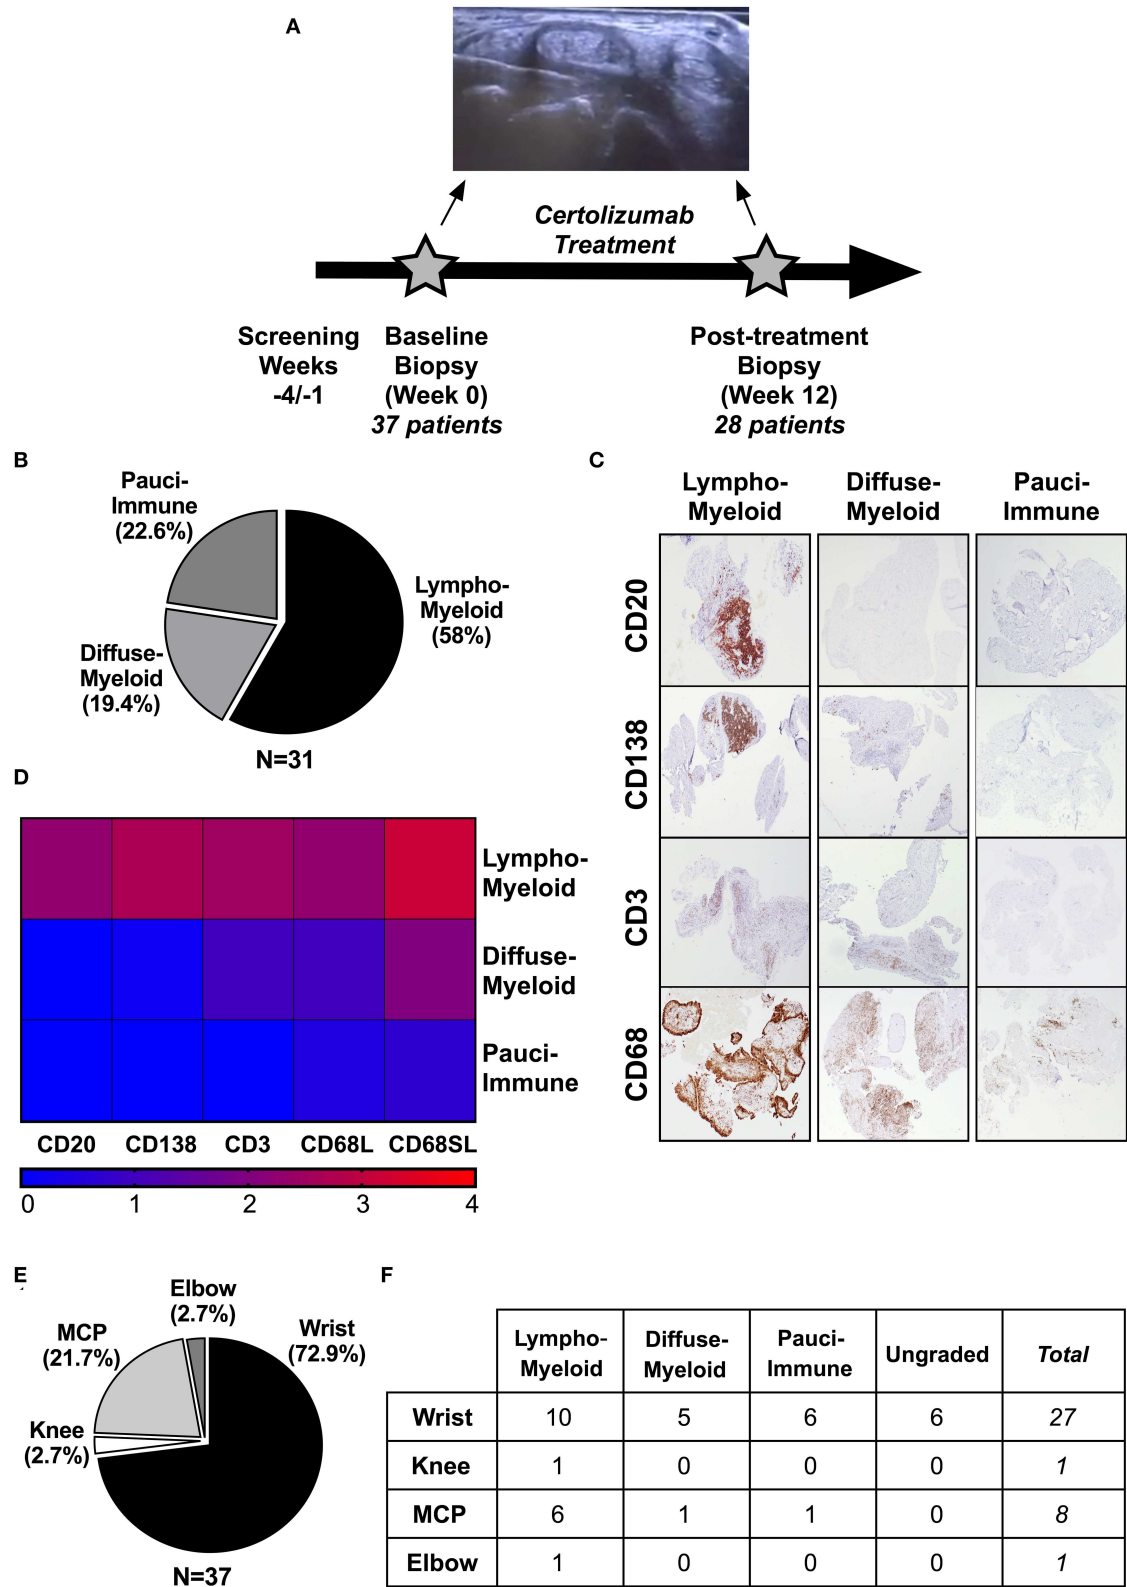 A
Certolizumab
Treatment
Screening
Weeks
-4/-1
Baseline
Biopsy
(Week 0)
37 patients
Post-treatment
Biopsy
(Week 12)
28 patients
B
Pauci-
Immune
(22.6%)
Diffuse-
Myeloid
(19.4%)
Lympho-
Myeloid
(58%)
N=31
C
Lympho-
Myeloid
Diffuse-
Myeloid
Pauci-
Immune
CD20
CD138
CD3
CD68
D
Lympho-
Myeloid
Diffuse-
Myeloid
Pauci-
Immune
CD20 CD138 CD3 CD68L CD68SL
0 1 2 3 4
E
Elbow
(2.7%)
MCP
(21.7%)
Wrist
(72.9%)
Knee
(2.7%)
N=37
F
Lympho-
Myeloid
Diffuse-
Myeloid
Pauci-
Immune
Ungraded
Total
Wrist 10 5 6 6 27
Knee 1 0 0 0 1
MCP 6 1 1 0 8
Elbow 1 0 0 0 1